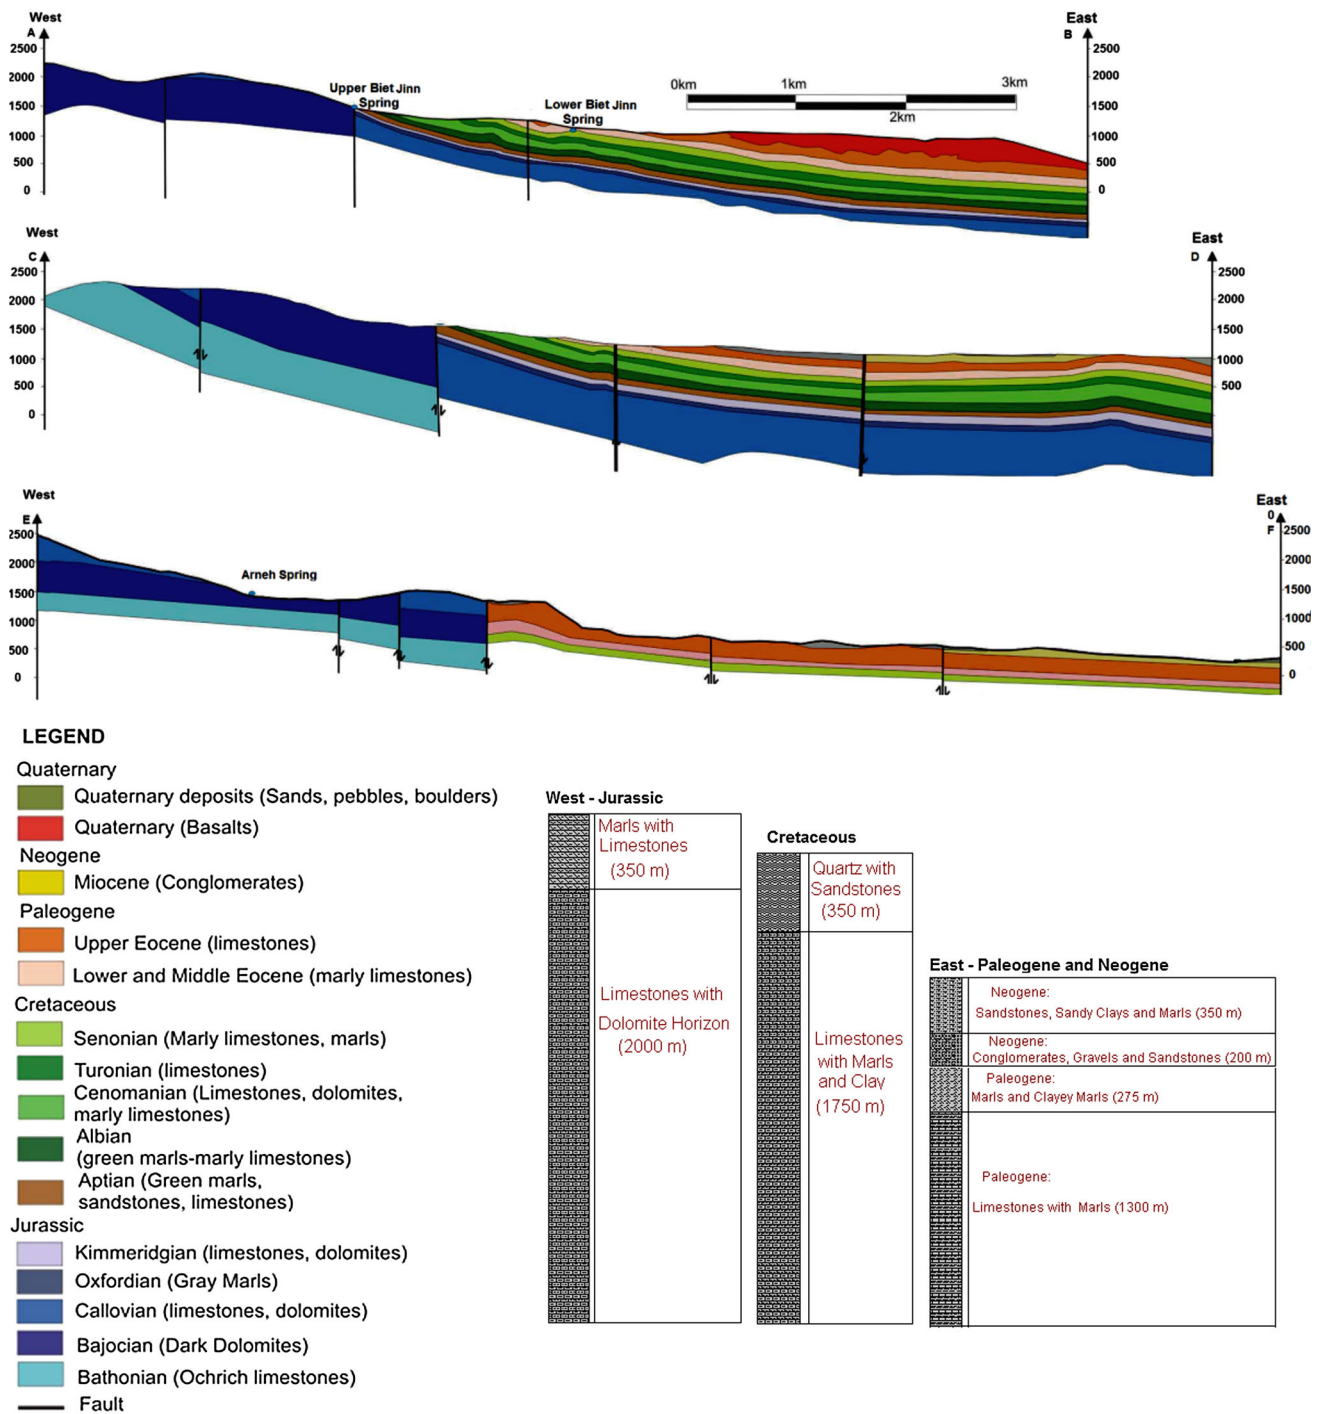 West
A
2500
2000
1500
1000
500
0
Upper Biet Jinn
Spring
Lower Biet Jinn
Spring
0km
1km
2km
3km
East
B
2500
2000
1500
1000
500
0
West
C
2500
2000
1500
1000
500
0
East
D
2500
2000
1500
1000
500
West
E
2500
2000
1500
1000
500
0
Arneh Spring
East
0
F
2500
2000
1500
1000
500
0
LEGEND
Quaternary
Quaternary deposits (Sands, pebbles, boulders)
Quaternary (Basalts)
Neogene
Miocene (Conglomerates)
Paleogene
Upper Eocene (limestones)
Lower and Middle Eocene (marly limestones)
Cretaceous
Senonian (Marly limestones, marls)
Turonian (limestones)
Cenomanian (Limestones, dolomites,
marly limestones)
Albian
(green marls-marly limestones)
Aptian (Green marls,
sandstones, limestones)
Jurassic
Kimmeridgian (limestones, dolomites)
Oxfordian (Gray Marls)
Callovian (limestones, dolomites)
Bajocian (Dark Dolomites)
Bathonian (Ochrich limestones)
Fault
West - Jurassic
Marls with
Limestones
(350 m)
Limestones with
Dolomite Horizon
(2000 m)
Cretaceous
Quartz with
Sandstones
(350 m)
Limestones
with Marls
and Clay
(1750 m)
East - Paleogene and Neogene
Neogene:
Sandstones, Sandy Clays and Marls (350 m)
Neogene:
Conglomerates, Gravels and Sandstones (200 m)
Paleogene:
Marls and Clayey Marls (275 m)
Paleogene:
Limestones with Marls (1300 m)